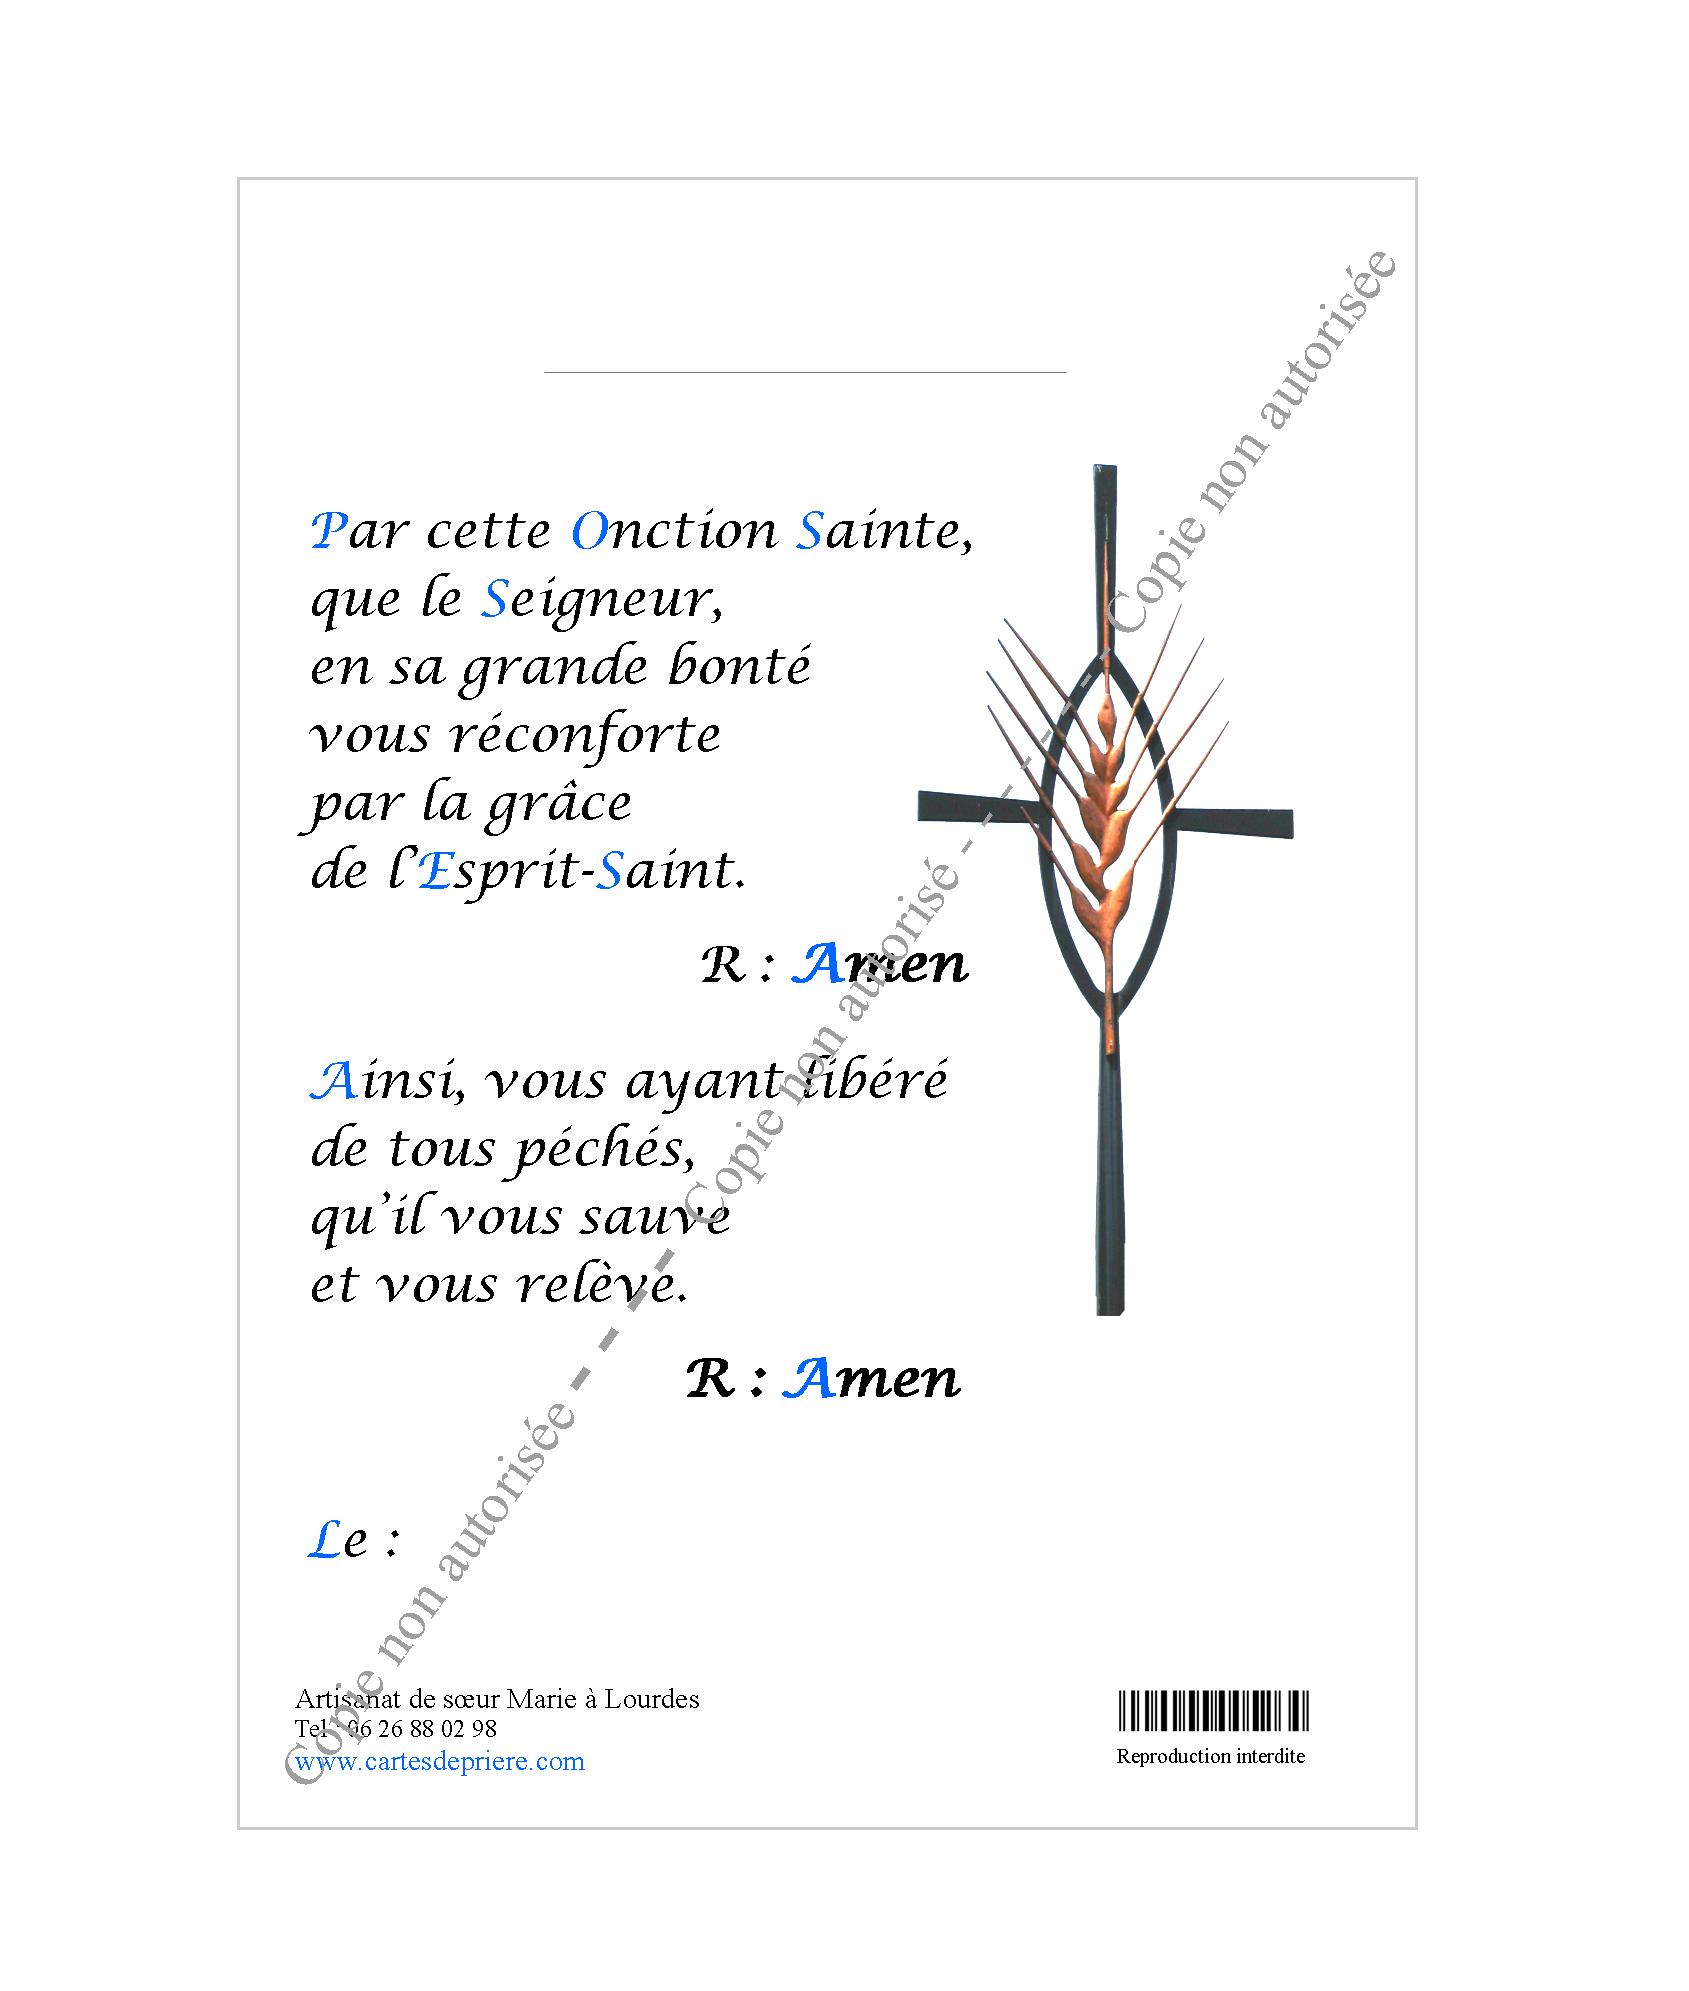 Par cette Onction Sainte,
que le Seigneur,
en sa grande bonté
vous réconforte
par la grâce
de l'Esprit-Saint.
R : Amen
Ainsi, vous ayant libéré
de tous péchés,
qu'il vous sauve
et vous relève.
R : Amen
Le :
Artisanat de sœur Marie à Lourdes
Tel : 06 26 88 02 98
www.cartesdepriere.com
Reproduction interdite
Copie non autorisée - - - - - Copie non autorisé - - - - - - Copie non autorisée